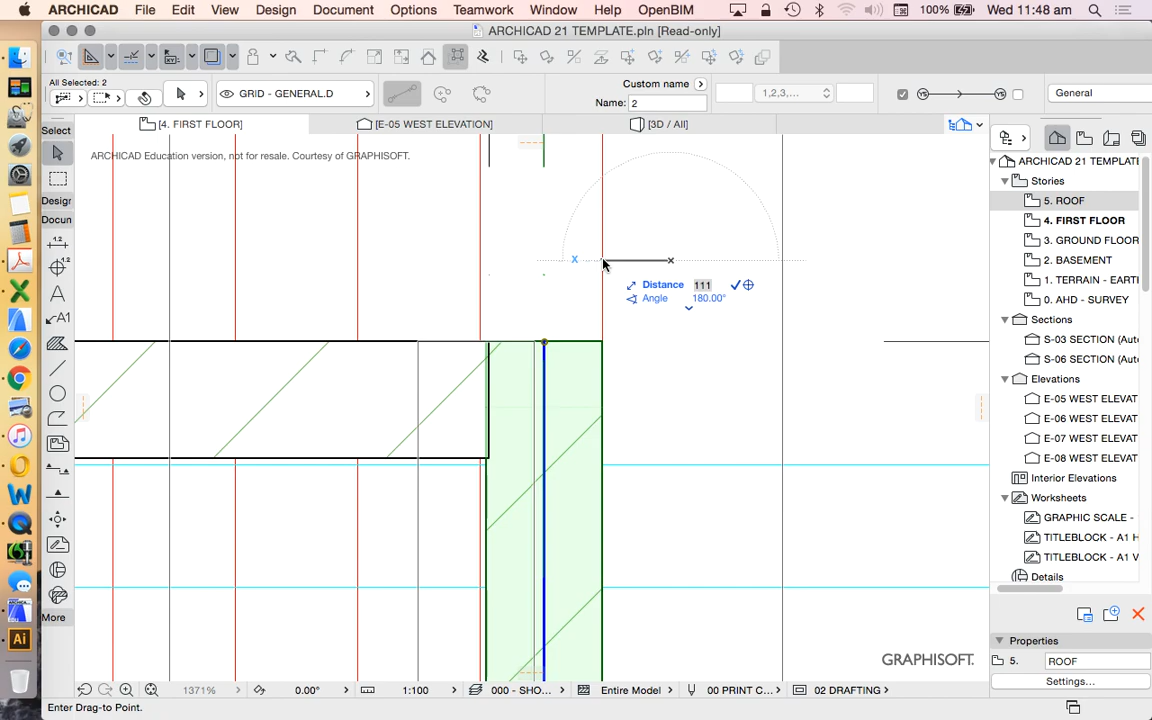 ARCHICAD File Edit View Design Document Options Teamwork Window Help OpenBIM 100% Wed 11:48 am
ARCHICAD 21 TEMPLATE.pln [Read-only]
All Selected: 2
GRID - GENERAL.D
Custom name
Name: 2
1,2,3,...
General
[4. FIRST FLOOR]
[E-05 WEST ELEVATION]
[3D / All]
Select
ARCHICAD Education version, not for resale. Courtesy of GRAPHISOFT.
Desigr
Docun
A1
More
Distance 111
Angle 180.00°
ARCHICAD 21 TEMPLATE
Stories
5. ROOF
4. FIRST FLOOR
3. GROUND FLOOR
2. BASEMENT
1. TERRAIN - EARTH
0. AHD - SURVEY
Sections
S-03 SECTION (Aut
S-06 SECTION (Aut
Elevations
E-05 WEST ELEVAT
E-06 WEST ELEVAT
E-07 WEST ELEVAT
E-08 WEST ELEVAT
Interior Elevations
Worksheets
GRAPHIC SCALE -
TITLEBLOCK - A1 H
TITLEBLOCK - A1 V
Details
Properties
5. ROOF
Settings...
GRAPHISOFT.
1371% 0.00° 1:100 000 - SHO... Entire Model 00 PRINT C... 02 DRAFTING
Enter Drag-to Point.